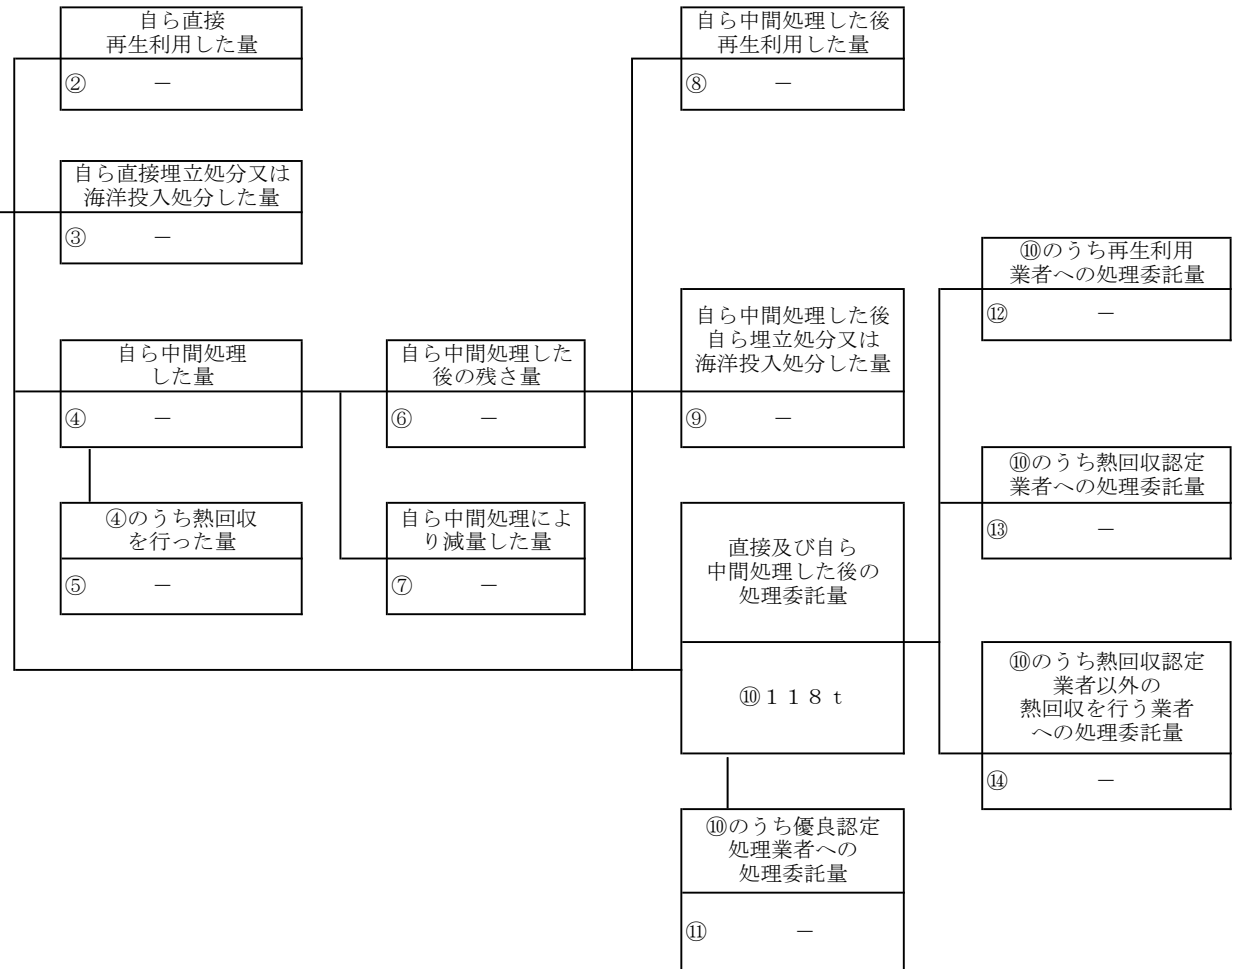 自ら直接
再生利用した量
② －
自ら直接埋立処分又は
海洋投入処分した量
③ －
自ら中間処理
した量
④ －
④のうち熱回収
を行った量
⑤ －
自ら中間処理した
後の残さ量
⑥ －
自ら中間処理によ
り減量した量
⑦ －
自ら中間処理した後
再生利用した量
⑧ －
自ら中間処理した後
自ら埋立処分又は
海洋投入処分した量
⑨ －
直接及び自ら
中間処理した後の
処理委託量
⑩１１８ｔ
⑩のうち優良認定
処理業者への
処理委託量
⑪ －
⑩のうち再生利用
業者への処理委託量
⑫ －
⑩のうち熱回収認定
業者への処理委託量
⑬ －
⑩のうち熱回収認定
業者以外の
熱回収を行う業者
への処理委託量
⑭ －